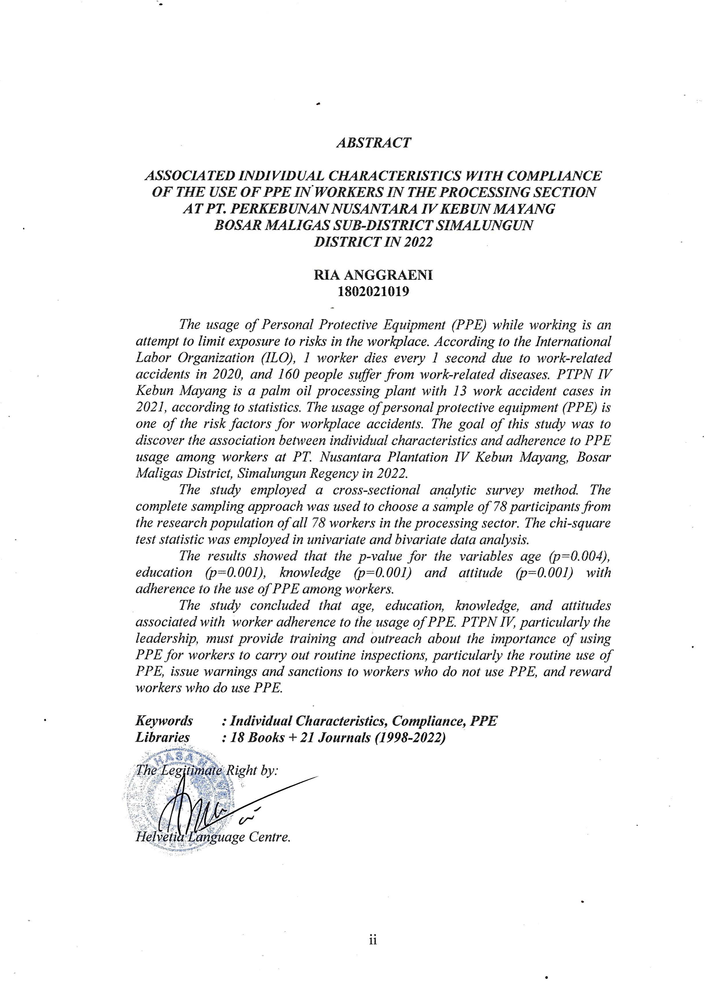 ABSTRACT
ASSOCIATED INDIVIDUAL CHARACTERISTICS WITH COMPLIANCE
OF THE USE OF PPE IN WORKERS IN THE PROCESSING SECTION
AT PT. PERKEBUNAN NUSANTARA IV KEBUN MAYANG
BOSAR MALIGAS SUB-DISTRICT SIMALUNGUN
DISTRICT IN 2022
RIA ANGGRAENI
1802021019
The usage of Personal Protective Equipment (PPE) while working is an
attempt to limit exposure to risks in the workplace. According to the International
Labor Organization (ILO), 1 worker dies every 1 second due to work-related
accidents in 2020, and 160 people suffer from work-related diseases. PTPN IV
Kebun Mayang is a palm oil processing plant with 13 work accident cases in
2021, according to statistics. The usage of personal protective equipment (PPE) is
one of the risk factors for workplace accidents. The goal of this study was to
discover the association between individual characteristics and adherence to PPE
usage among workers at PT. Nusantara Plantation IV Kebun Mayang, Bosar
Maligas District, Simalungun Regency in 2022.
The study employed a cross-sectional analytic survey method. The
complete sampling approach was used to choose a sample of 78 participants from
the research population of all 78 workers in the processing sector. The chi-square
test statistic was employed in univariate and bivariate data analysis.
The results showed that the p-value for the variables age (p=0.004),
education (p=0.001), knowledge (p=0.001) and attitude (p=0.001) with
adherence to the use of PPE among workers.
The study concluded that age, education, knowledge, and attitudes
associated with worker adherence to the usage of PPE. PTPN IV, particularly the
leadership, must provide training and outreach about the importance of using
PPE for workers to carry out routine inspections, particularly the routine use of
PPE, issue warnings and sanctions to workers who do not use PPE, and reward
workers who do use PPE.
Keywords : Individual Characteristics, Compliance, PPE
Libraries : 18 Books + 21 Journals (1998-2022)
The Legitimate Right by:
Helvetia Language Centre.
ii